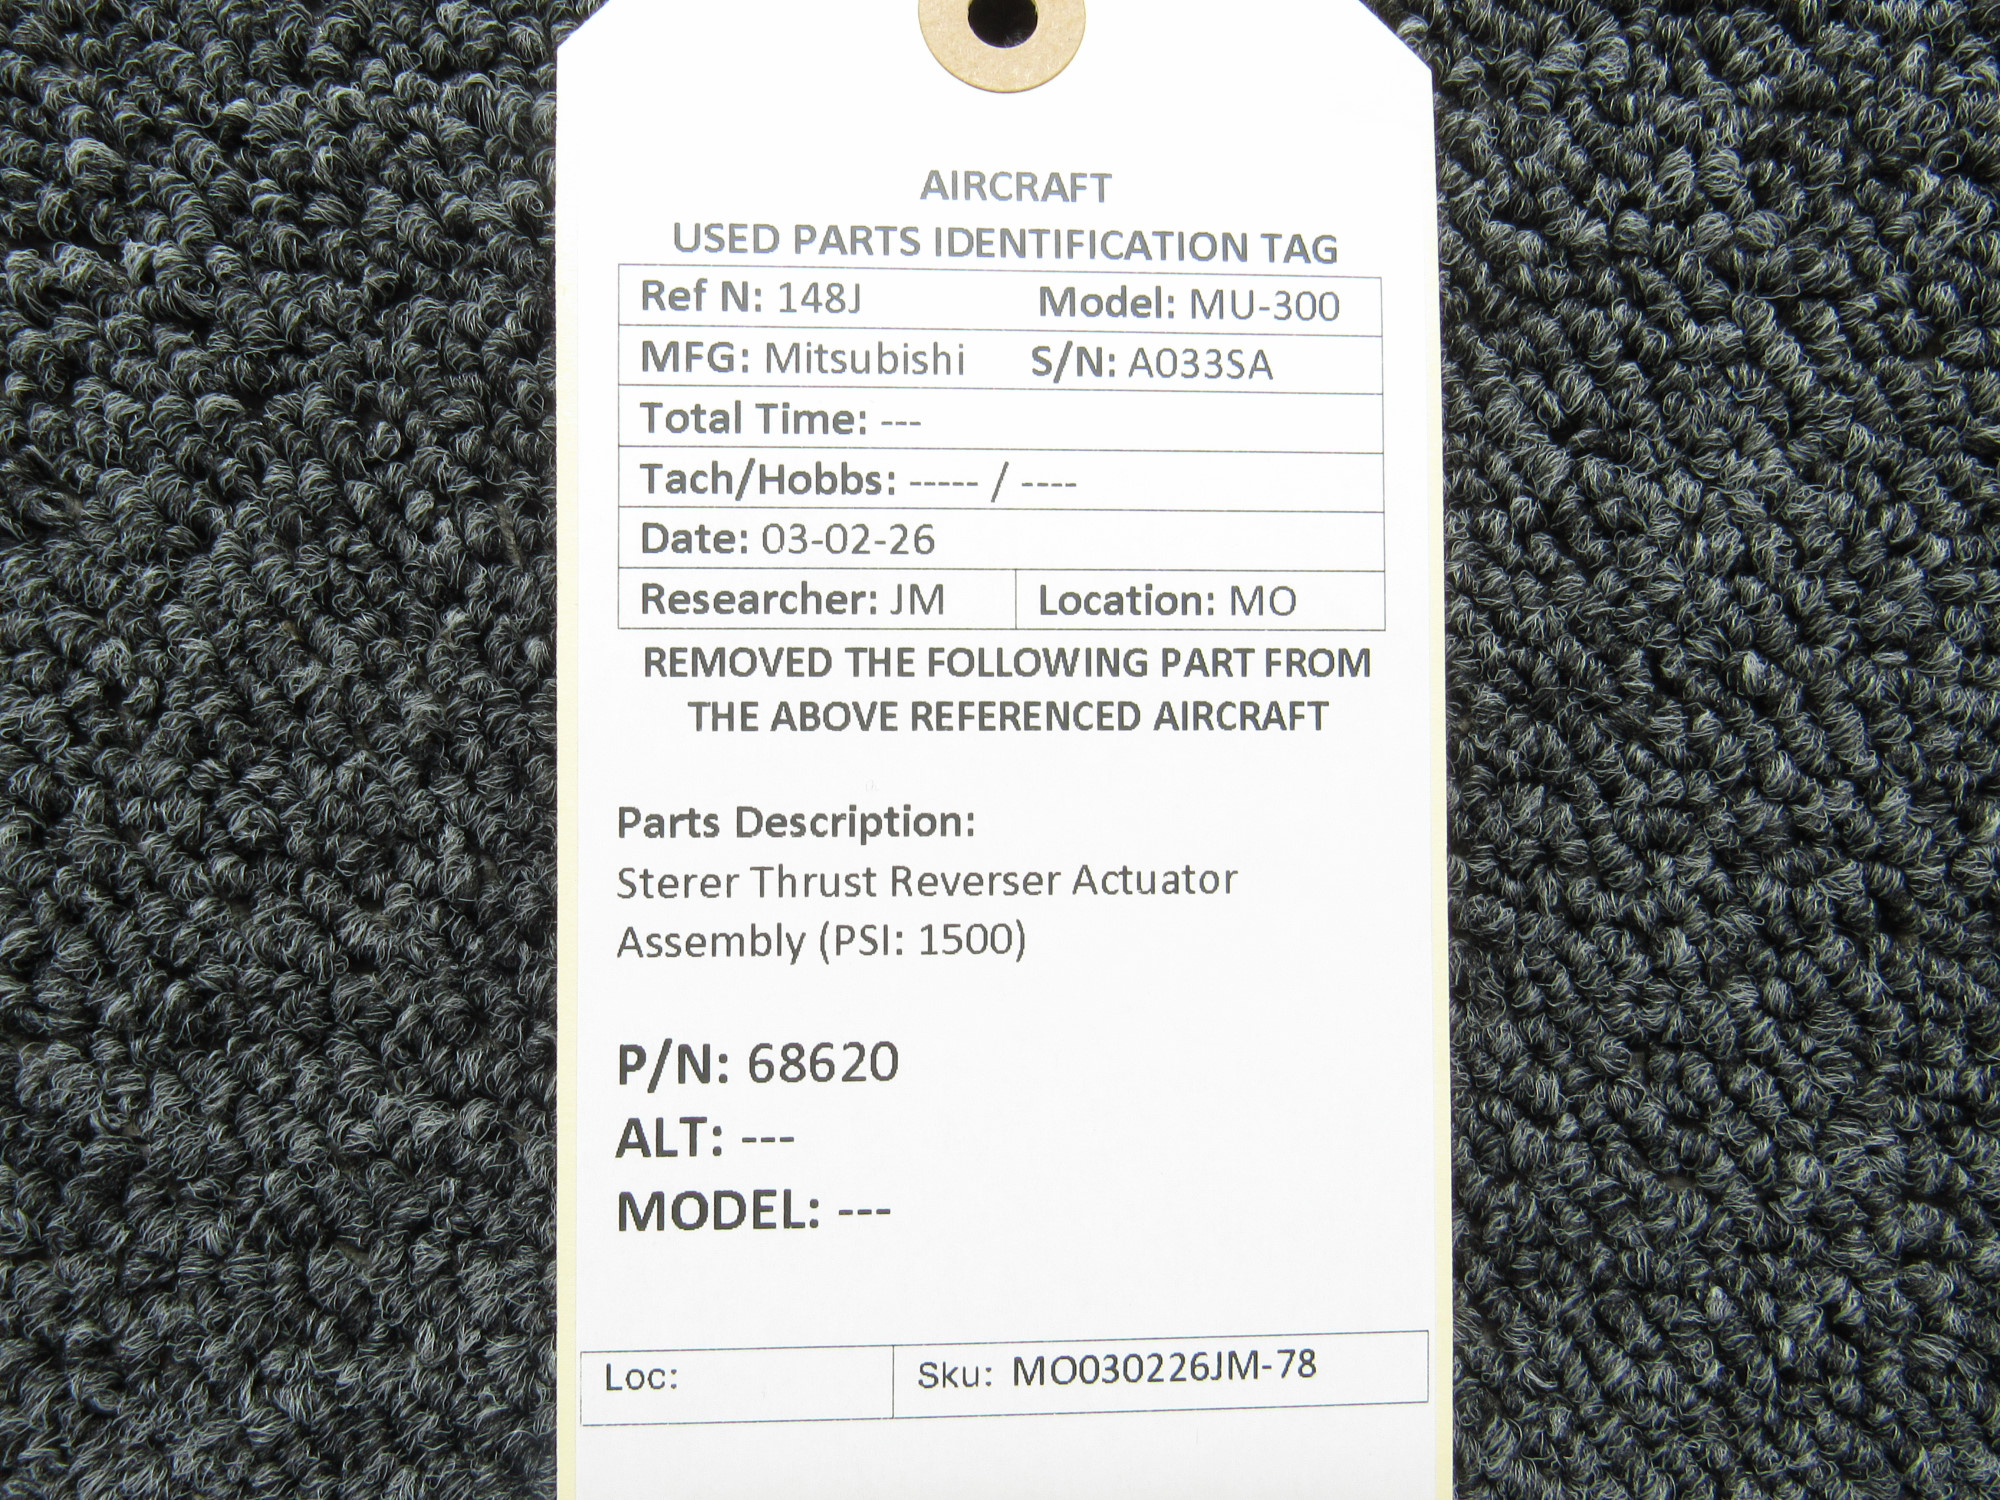 AIRCRAFT
USED PARTS IDENTIFICATION TAG
Ref N: 148J Model: MU-300
MFG: Mitsubishi S/N: A033SA
Total Time: ---
Tach/Hobbs: ----- / ----
Date: 03-02-26
Researcher: JM Location: MO
REMOVED THE FOLLOWING PART FROM
THE ABOVE REFERENCED AIRCRAFT
Parts Description:
Sterer Thrust Reverser Actuator
Assembly (PSI: 1500)
P/N: 68620
ALT: ---
MODEL: ---
Loc: Sku: MO030226JM-78